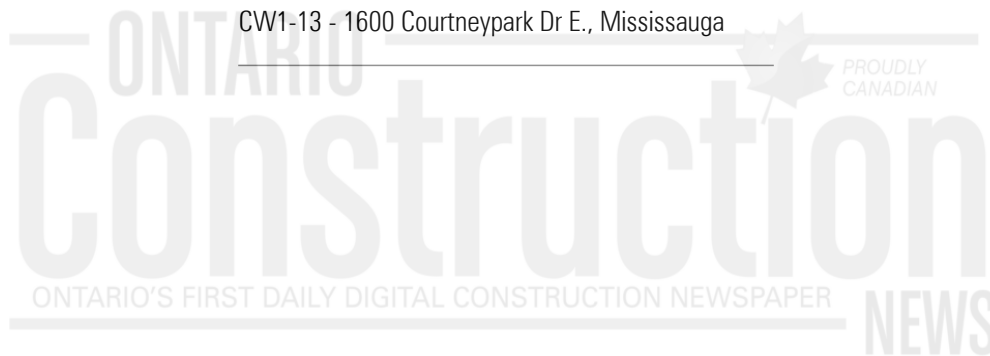 CW1-13 - 1600 Courtneypark Dr E., Mississauga
ONTARIO
PROUDLY
CANADIAN
Construction
ONTARIO'S FIRST DAILY DIGITAL CONSTRUCTION NEWSPAPER
NEWS